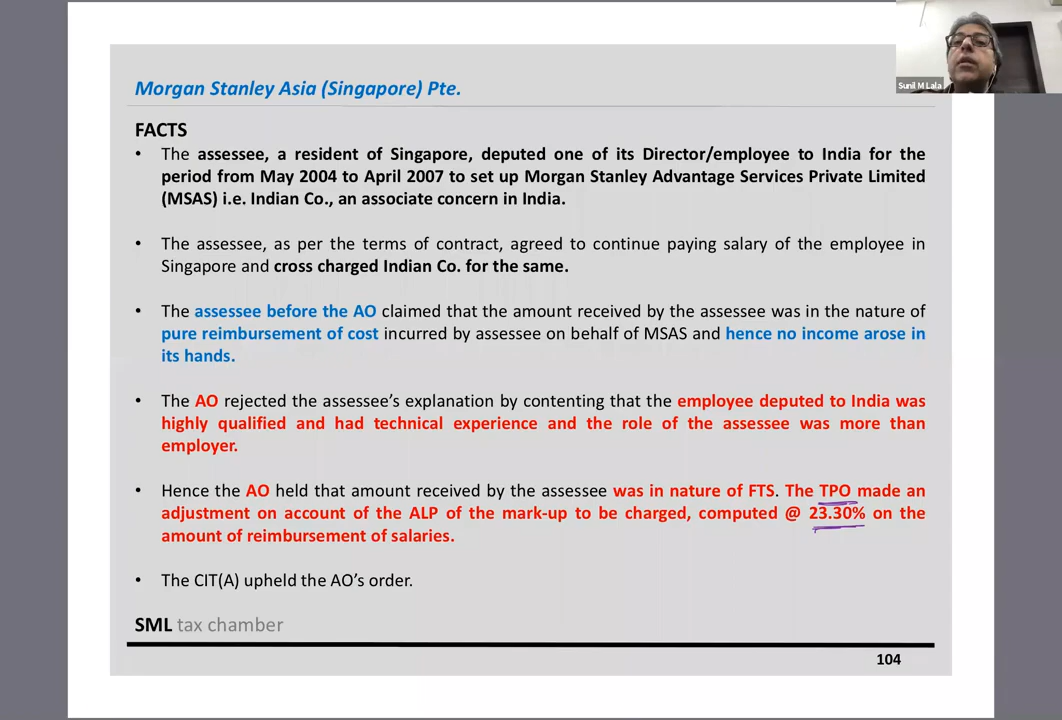 Sunil M Lala
Morgan Stanley Asia (Singapore) Pte.
FACTS
• The assessee, a resident of Singapore, deputed one of its Director/employee to India for the
period from May 2004 to April 2007 to set up Morgan Stanley Advantage Services Private Limited
(MSAS) i.e. Indian Co., an associate concern in India.
• The assessee, as per the terms of contract, agreed to continue paying salary of the employee in
Singapore and cross charged Indian Co. for the same.
• The assessee before the AO claimed that the amount received by the assessee was in the nature of
pure reimbursement of cost incurred by assessee on behalf of MSAS and hence no income arose in
its hands.
• The AO rejected the assessee’s explanation by contenting that the employee deputed to India was
highly qualified and had technical experience and the role of the assessee was more than
employer.
• Hence the AO held that amount received by the assessee was in nature of FTS. The TPO made an
adjustment on account of the ALP of the mark-up to be charged, computed @ 23.30% on the
amount of reimbursement of salaries.
• The CIT(A) upheld the AO’s order.
SML tax chamber
104